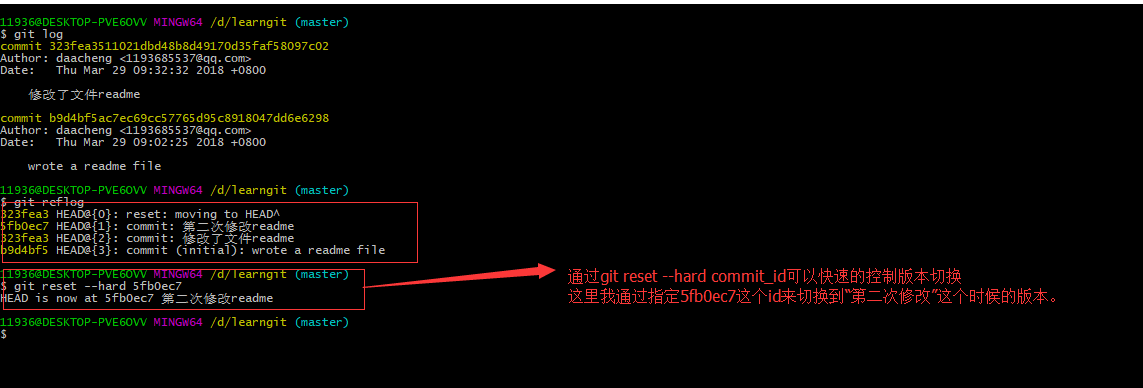 11936@DESKTOP-PVE6OVV MINGW64 /d/learngit (master)
$ git log
commit 323fea3511021dbd48b8d49170d35faf58097c02
Author: daacheng <1193685537@qq.com>
Date:   Thu Mar 29 09:32:32 2018 +0800
修改了文件readme
commit b9d4bf5ac7ec69cc57765d95c8918047dd6e6298
Author: daacheng <1193685537@qq.com>
Date:   Thu Mar 29 09:02:25 2018 +0800
wrote a readme file
11936@DESKTOP-PVE6OVV MINGW64 /d/learngit (master)
$ git reflog
323fea3 HEAD@{0}: reset: moving to HEAD^
5fb0ec7 HEAD@{1}: commit: 第二次修改readme
323fea3 HEAD@{2}: commit: 修改了文件readme
b9d4bf5 HEAD@{3}: commit (initial): wrote a readme file
11936@DESKTOP-PVE6OVV MINGW64 /d/learngit (master)
$ git reset --hard 5fb0ec7
HEAD is now at 5fb0ec7 第二次修改readme
通过git reset --hard commit_id可以快速的控制版本切换
这里我通过指定5fb0ec7这个id来切换到“第二次修改”这个时候的版本。
11936@DESKTOP-PVE6OVV MINGW64 /d/learngit (master)
$